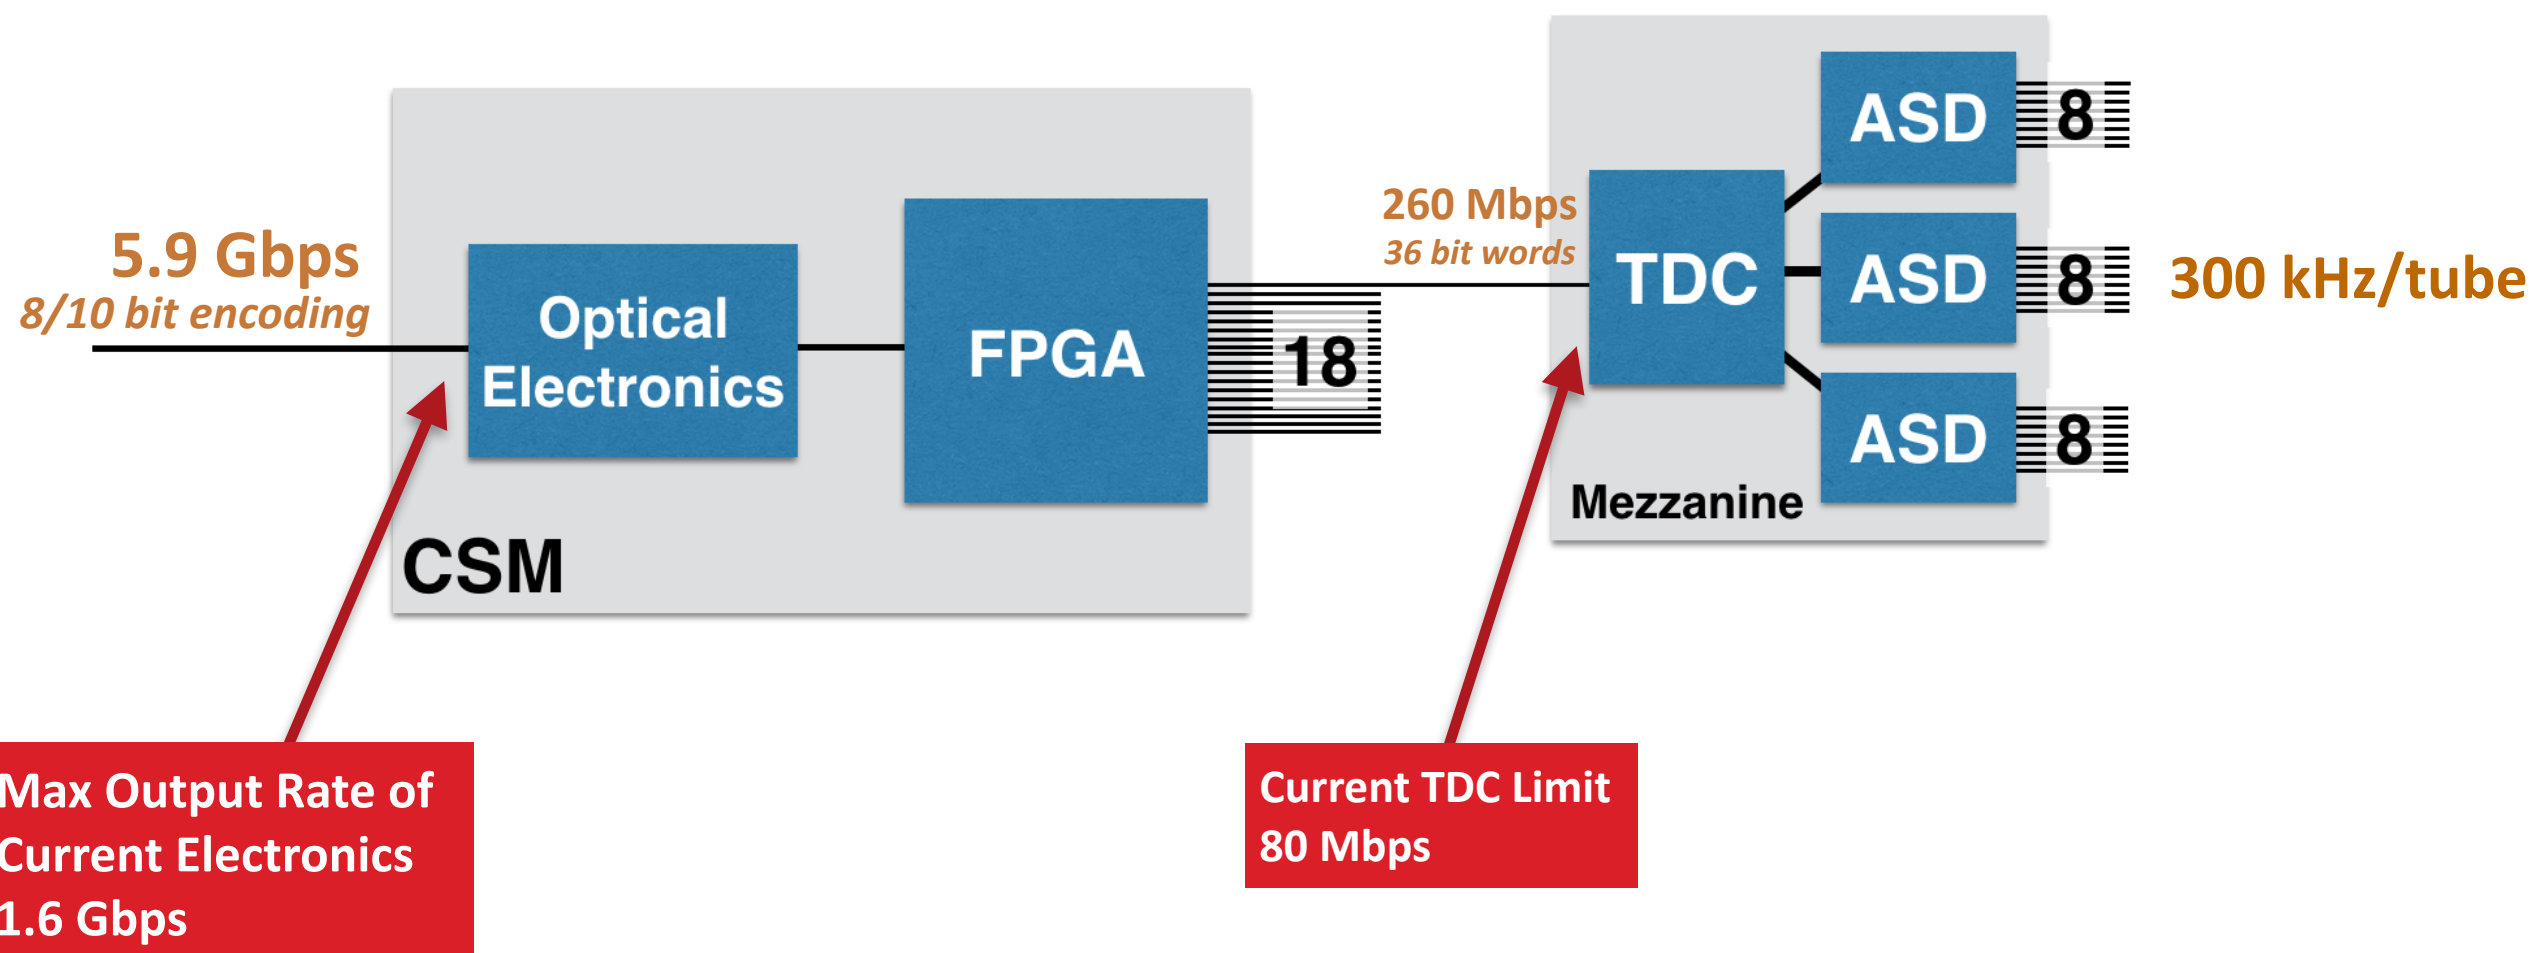 5.9 Gbps
8/10 bit encoding
Optical
Electronics
FPGA
18
CSM
260 Mbps
36 bit words
TDC
ASD
8
ASD
8
ASD
8
Mezzanine
300 kHz/tube
Max Output Rate of
Current Electronics
1.6 Gbps
Current TDC Limit
80 Mbps